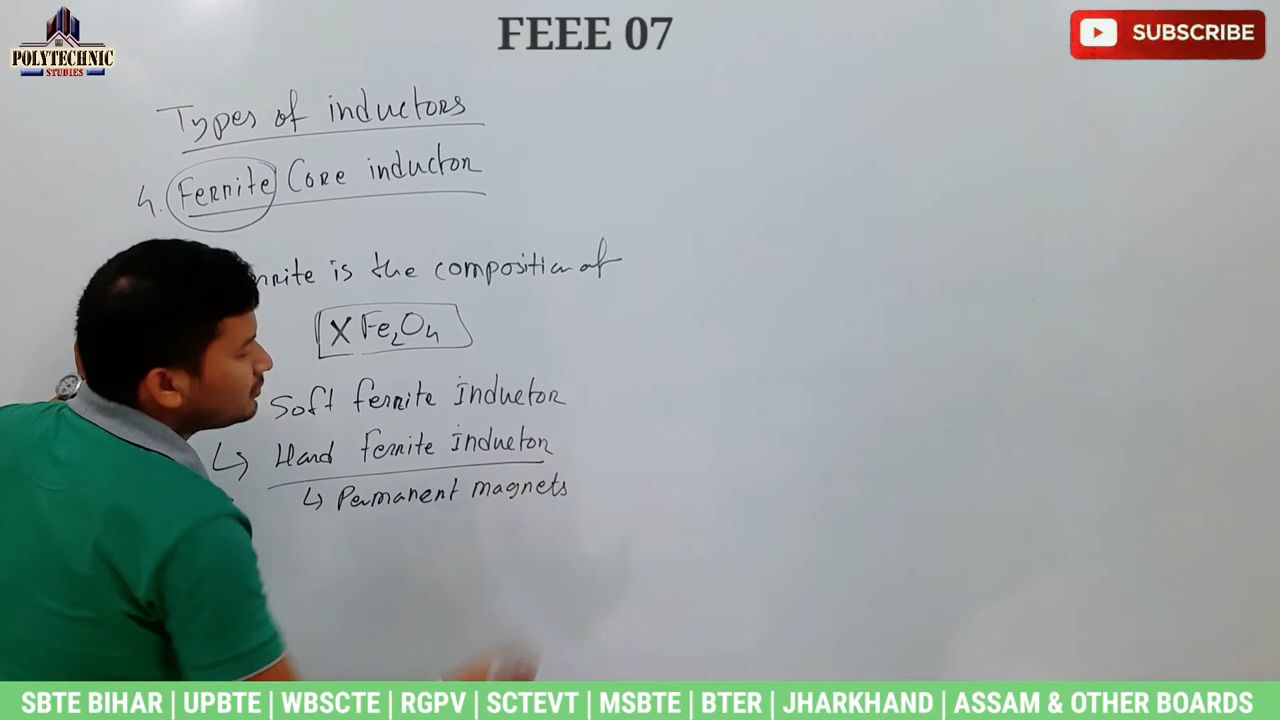 FEEE 07
POLYTECHNIC
STUDIES
SUBSCRIBE
Types of inductors
4. Ferrite Core inductor
is the composition of
X Fe₂O₄
Soft ferrite inductor
↳ Hard ferrite inductor
↳ Permanent magnets
SBTE BIHAR | UPBTE | WBSCTE | RGPV | SCTEVT | MSBTE | BTER | JHARKHAND | ASSAM & OTHER BOARDS